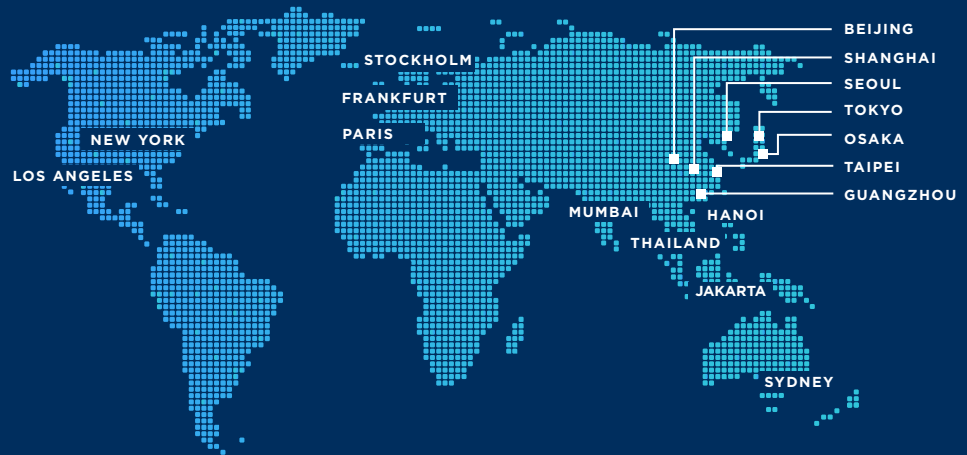 BEIJING
SHANGHAI
STOCKHOLM
SEOUL
FRANKFURT
TOKYO
PARIS
NEW YORK
OSAKA
TAIPEI
LOS ANGELES
GUANGZHOU
MUMBAI
HANOI
THAILAND
JAKARTA
SYDNEY